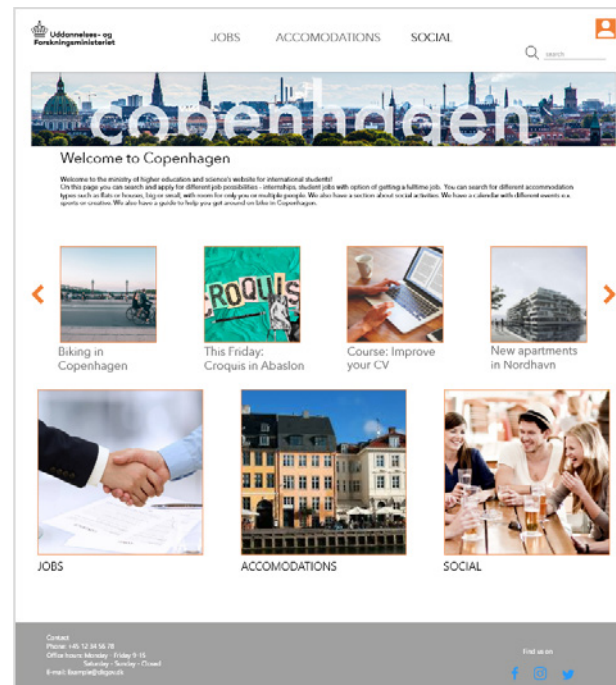 Uddannelses- og
Forskningsministeriet
JOBS ACCOMODATIONS SOCIAL
search
copenhagen
Welcome to Copenhagen
Welcome to the ministry of higher education and science's website for international students!
On this page you can search and apply for different job possibilities - internships, student jobs with option of getting a fulltime job. You can search for different accommodation
types such as flats or houses, big or small, with room for only you or multiple people. We also have a section about social activities. We have a calendar with different events e.x.
sports or creative. We also have a guide to help you get around on bike in Copenhagen.
CROQUIS
Biking in
Copenhagen
This Friday:
Croquis in Abaslon
Course: Improve
your CV
New apartments
in Nordhavn
JOBS
ACCOMODATIONS
SOCIAL
Contact
Phone: +45 12 34 56 78
Office hours: Monday - Friday 9-15
Saturday - Sunday - Closed
Find us on